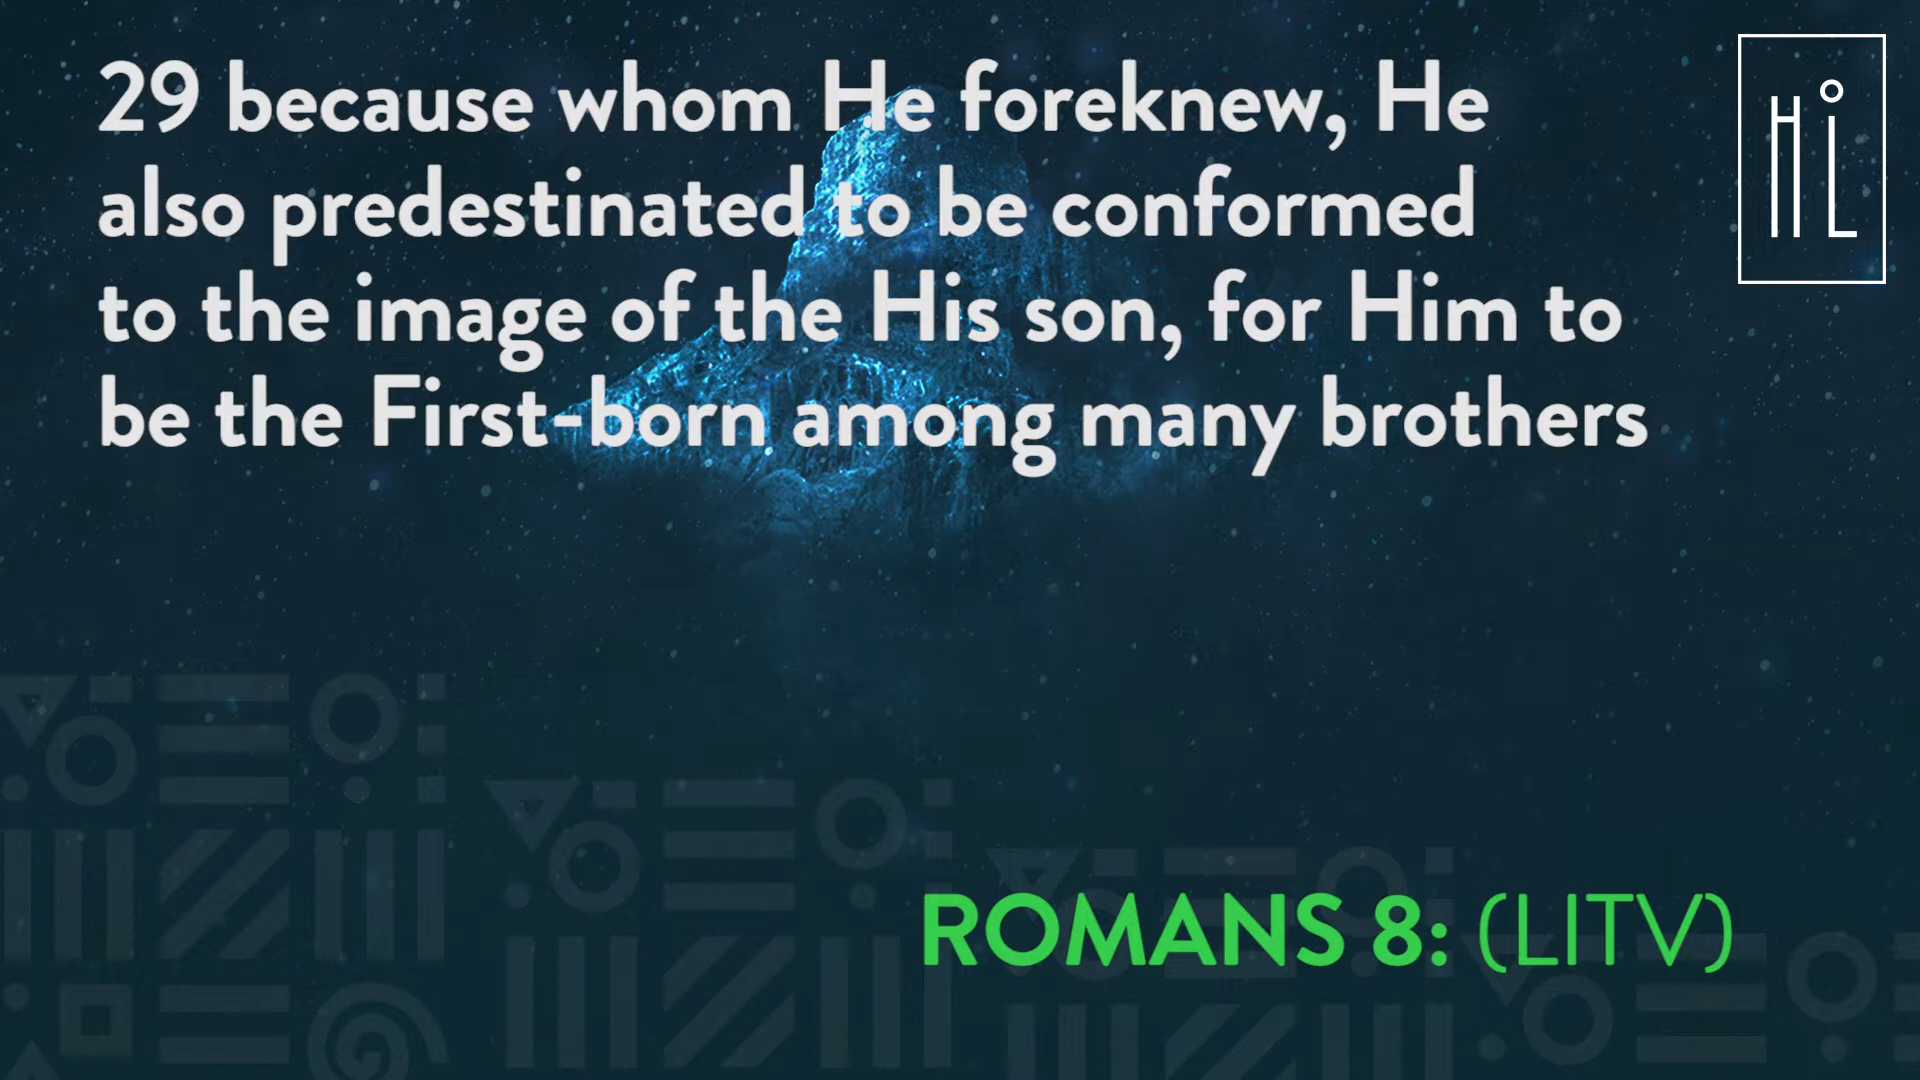 29 because whom He foreknew, He
also predestinated to be conformed
to the image of the His son, for Him to
be the First-born among many brothers
HiL
ROMANS 8: (LITV)